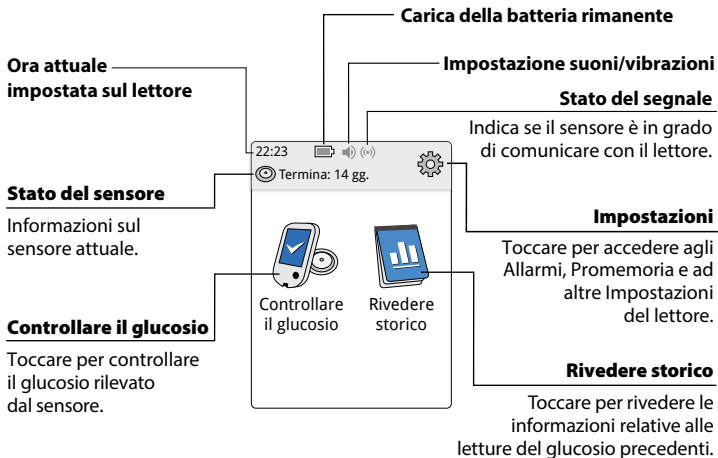 Carica della batteria rimanente
Ora attuale
impostata sul lettore
Impostazione suoni/vibrazioni
Stato del segnale
Indica se il sensore è in grado
di comunicare con il lettore.
22:23
Termina: 14 gg.
Stato del sensore
Informazioni sul
sensore attuale.
Impostazioni
Toccare per accedere agli
Allarmi, Promemoria e ad
altre Impostazioni
del lettore.
Controllare
il glucosio
Rivedere
storico
Controllare il glucosio
Toccare per controllare
il glucosio rilevato
dal sensore.
Rivedere storico
Toccare per rivedere le
informazioni relative alle
letture del glucosio precedenti.